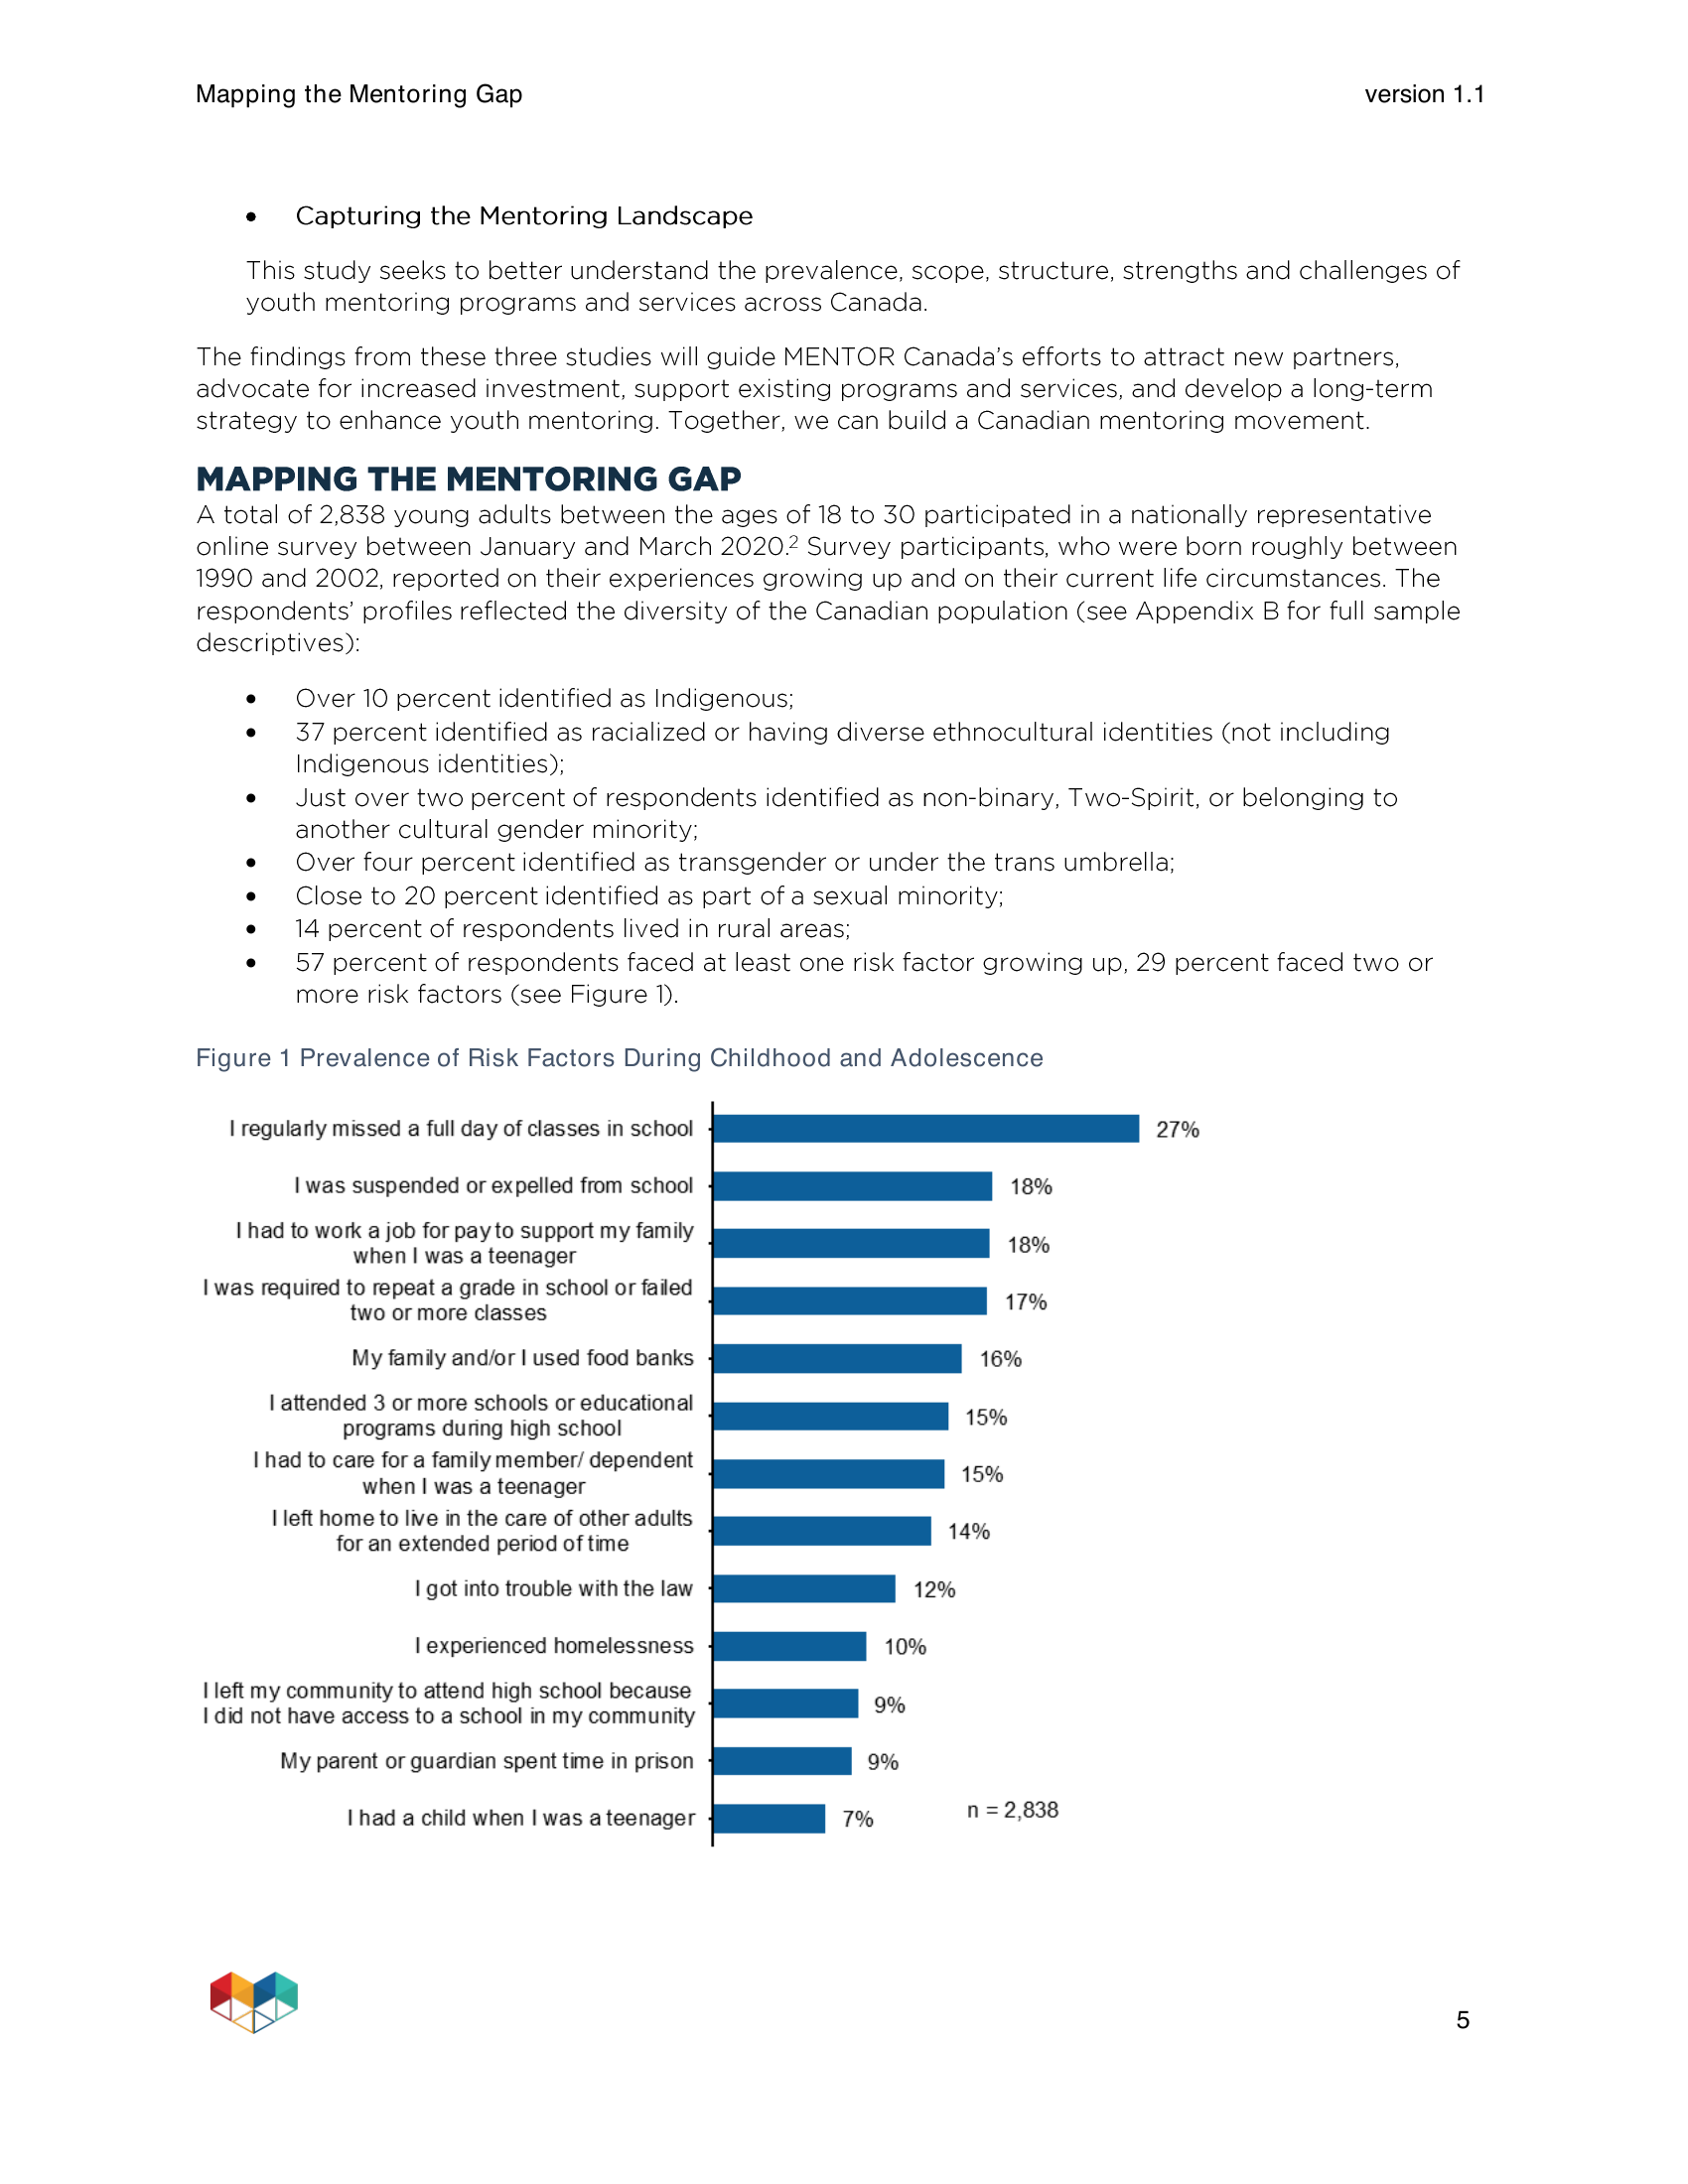 Mapping the Mentoring Gap version 1.1
• Capturing the Mentoring Landscape
This study seeks to better understand the prevalence, scope, structure, strengths and challenges of
youth mentoring programs and services across Canada.
The findings from these three studies will guide MENTOR Canada's efforts to attract new partners,
advocate for increased investment, support existing programs and services, and develop a long-term
strategy to enhance youth mentoring. Together, we can build a Canadian mentoring movement.
MAPPING THE MENTORING GAP
A total of 2,838 young adults between the ages of 18 to 30 participated in a nationally representative
online survey between January and March 2020.² Survey participants, who were born roughly between
1990 and 2002, reported on their experiences growing up and on their current life circumstances. The
respondents' profiles reflected the diversity of the Canadian population (see Appendix B for full sample
descriptives):
• Over 10 percent identified as Indigenous;
• 37 percent identified as racialized or having diverse ethnocultural identities (not including
Indigenous identities);
• Just over two percent of respondents identified as non-binary, Two-Spirit, or belonging to
another cultural gender minority;
• Over four percent identified as transgender or under the trans umbrella;
• Close to 20 percent identified as part of a sexual minority;
• 14 percent of respondents lived in rural areas;
• 57 percent of respondents faced at least one risk factor growing up, 29 percent faced two or
more risk factors (see Figure 1).
Figure 1 Prevalence of Risk Factors During Childhood and Adolescence
I regularly missed a full day of classes in school 27%
I was suspended or expelled from school 18%
I had to work a job for pay to support my family
when I was a teenager 18%
I was required to repeat a grade in school or failed
two or more classes 17%
My family and/or I used food banks 16%
I attended 3 or more schools or educational
programs during high school 15%
I had to care for a family member/ dependent
when I was a teenager 15%
I left home to live in the care of other adults
for an extended period of time 14%
I got into trouble with the law 12%
I experienced homelessness 10%
I left my community to attend high school because
I did not have access to a school in my community 9%
My parent or guardian spent time in prison 9%
I had a child when I was a teenager 7%
n = 2,838
5